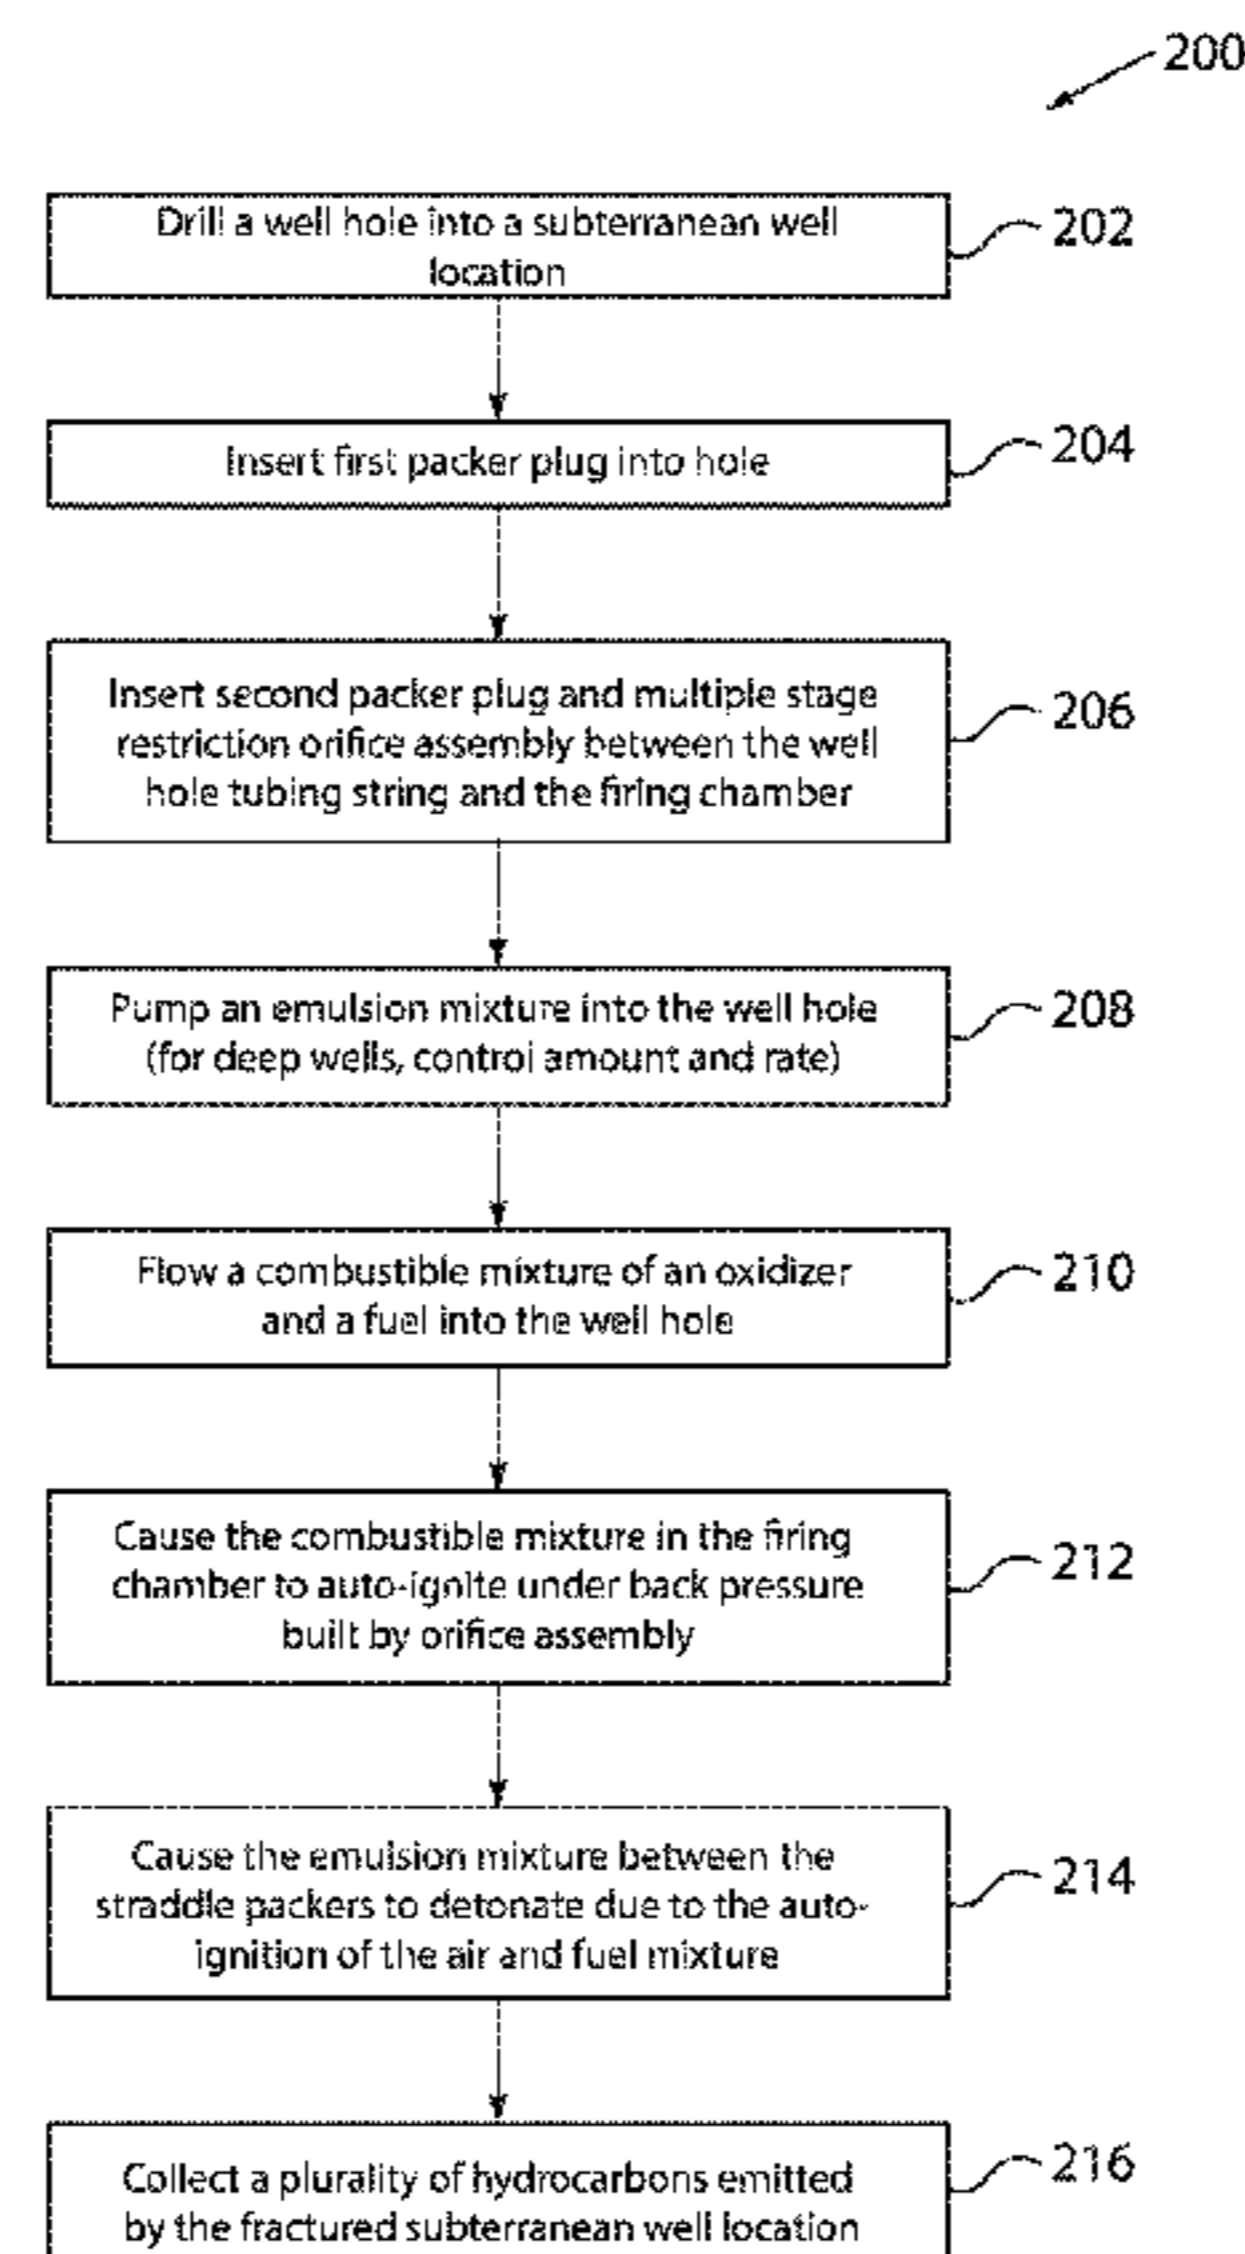 200
Drill a well hole into a subterranean well
location
202
Insert first packer plug into hole
204
Insert second packer plug and multiple stage
restriction orifice assembly between the well
hole tubing string and the firing chamber
206
Pump an emulsion mixture into the well hole
(for deep wells, control amount and rate)
208
Flow a combustible mixture of an oxidizer
and a fuel into the well hole
210
Cause the combustible mixture in the firing
chamber to auto-ignite under back pressure
built by orifice assembly
212
Cause the emulsion mixture between the
straddle packers to detonate due to the auto-
ignition of the air and fuel mixture
214
Collect a plurality of hydrocarbons emitted
by the fractured subterranean well location
216